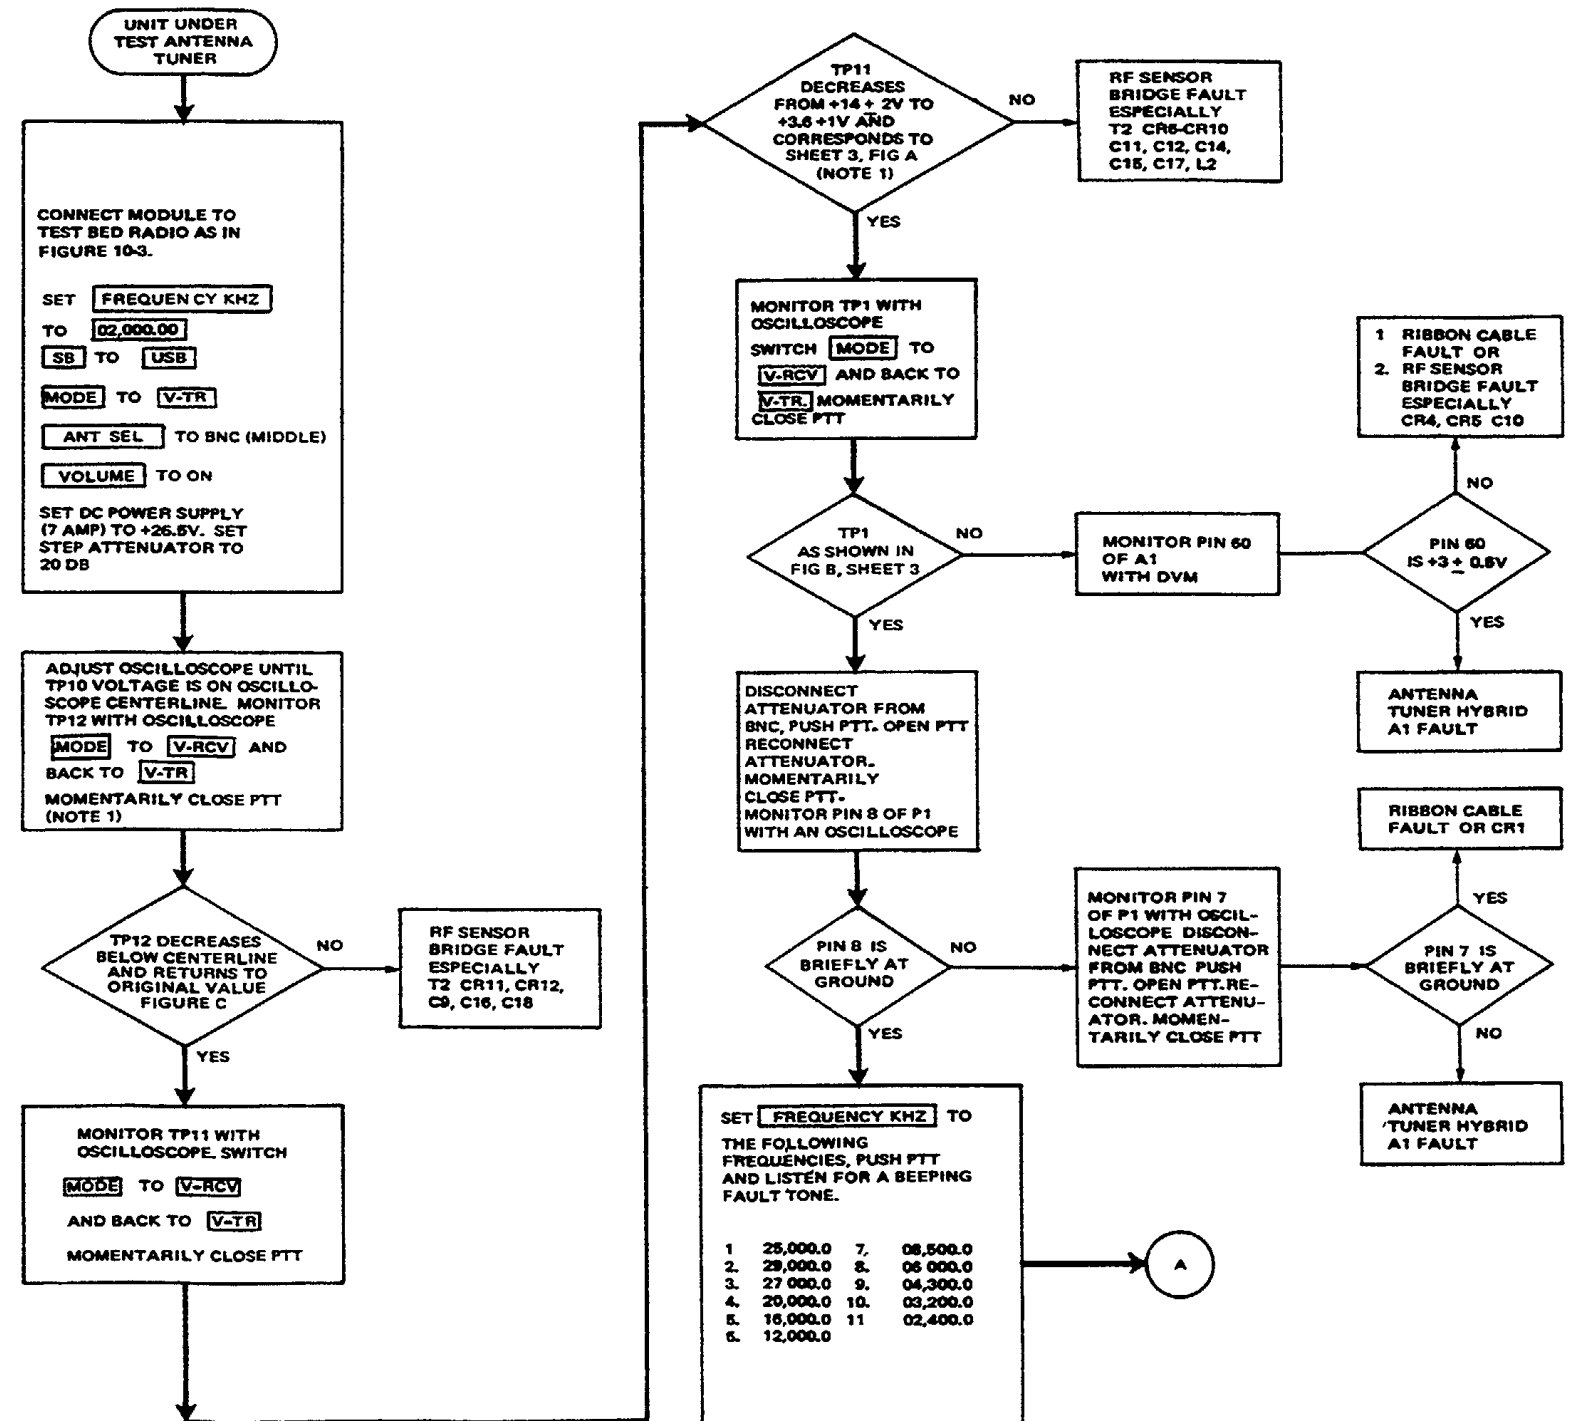 UNIT UNDER
TEST ANTENNA
TUNER
CONNECT MODULE TO
TEST BED RADIO AS IN
FIGURE 10-3.
SET FREQUENCY KHZ
TO 02,000.00
SB TO USB
MODE TO V-TR
ANT SEL TO BNC (MIDDLE)
VOLUME TO ON
SET DC POWER SUPPLY
(7 AMP) TO +26.5V. SET
STEP ATTENUATOR TO
20 DB
ADJUST OSCILLOSCOPE UNTIL
TP10 VOLTAGE IS ON OSCILLO-
SCOPE CENTERLINE. MONITOR
TP12 WITH OSCILLOSCOPE
MODE TO V-RCV AND
BACK TO V-TR
MOMENTARILY CLOSE PTT
(NOTE 1)
TP12 DECREASES
BELOW CENTERLINE
AND RETURNS TO
ORIGINAL VALUE
FIGURE C
NO
RF SENSOR
BRIDGE FAULT
ESPECIALLY
T2 CR11, CR12,
C9, C16, C18
YES
MONITOR TP11 WITH
OSCILLOSCOPE. SWITCH
MODE TO V-RCV
AND BACK TO V-TR
MOMENTARILY CLOSE PTT
TP11
DECREASES
FROM +14 ± 2V TO
+3.6 +1V AND
CORRESPONDS TO
SHEET 3, FIG A
(NOTE 1)
NO
RF SENSOR
BRIDGE FAULT
ESPECIALLY
T2 CR6-CR10
C11, C12, C14,
C15, C17, L2
YES
MONITOR TP1 WITH
OSCILLOSCOPE
SWITCH MODE TO
V-RCV AND BACK TO
V-TR. MOMENTARILY
CLOSE PTT
TP1
AS SHOWN IN
FIG B, SHEET 3
NO
MONITOR PIN 60
OF A1
WITH DVM
PIN 60
IS +3 ± 0.5V
NO
1 RIBBON CABLE
FAULT OR
2. RF SENSOR
BRIDGE FAULT
ESPECIALLY
CR4, CR5 C10
YES
ANTENNA
TUNER HYBRID
A1 FAULT
YES
DISCONNECT
ATTENUATOR FROM
BNC, PUSH PTT. OPEN PTT
RECONNECT
ATTENUATOR.
MOMENTARILY
CLOSE PTT.
MONITOR PIN 8 OF P1
WITH AN OSCILLOSCOPE
PIN 8 IS
BRIEFLY AT
GROUND
NO
MONITOR PIN 7
OF P1 WITH OSCIL-
LOSCOPE DISCON-
NECT ATTENUATOR
FROM BNC PUSH
PTT. OPEN PTT. RE-
CONNECT ATTENU-
ATOR. MOMEN-
TARILY CLOSE PTT
PIN 7 IS
BRIEFLY AT
GROUND
YES
RIBBON CABLE
FAULT OR CR1
NO
ANTENNA
TUNER HYBRID
A1 FAULT
YES
SET FREQUENCY KHZ TO
THE FOLLOWING
FREQUENCIES, PUSH PTT
AND LISTEN FOR A BEEPING
FAULT TONE.
1 25,000.0 7. 08,500.0
2. 29,000.0 8. 06 000.0
3. 27 000.0 9. 04,300.0
4. 20,000.0 10. 03,200.0
5. 16,000.0 11 02,400.0
6. 12,000.0
A